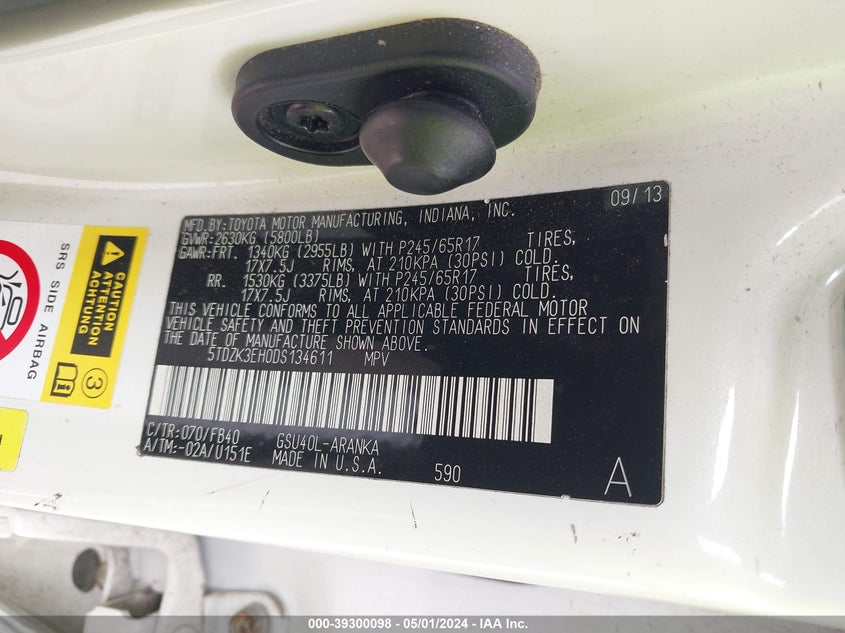 09/13
MFD.BY:TOYOTA MOTOR MANUFACTURING, INDIANA, INC.
GVWR:2630KG (5800LB)
GAWR:FRT. 1340KG (2955LB) WITH P245/65R17 TIRES,
17X7.5J RIMS, AT 210KPA (30PSI) COLD.
RR. 1530KG (3375LB) WITH P245/65R17 TIRES,
17X7.5J RIMS, AT 210KPA (30PSI) COLD.
THIS VEHICLE CONFORMS TO ALL APPLICABLE FEDERAL MOTOR
VEHICLE SAFETY AND THEFT PREVENTION STANDARDS IN EFFECT ON
THE DATE OF MANUFACTURE SHOWN ABOVE.
5TDZK3EH0DS134611 MPV
C/TR:070/FB40 GSU40L-ARANKA
A/TM:-02A/U151E MADE IN U.S.A. 590
A
SRS SIDE AIRBAG
CAUTION
ATTENTION
ACHTUNG
3
000-39300098 - 05/01/2024 - IAA Inc.